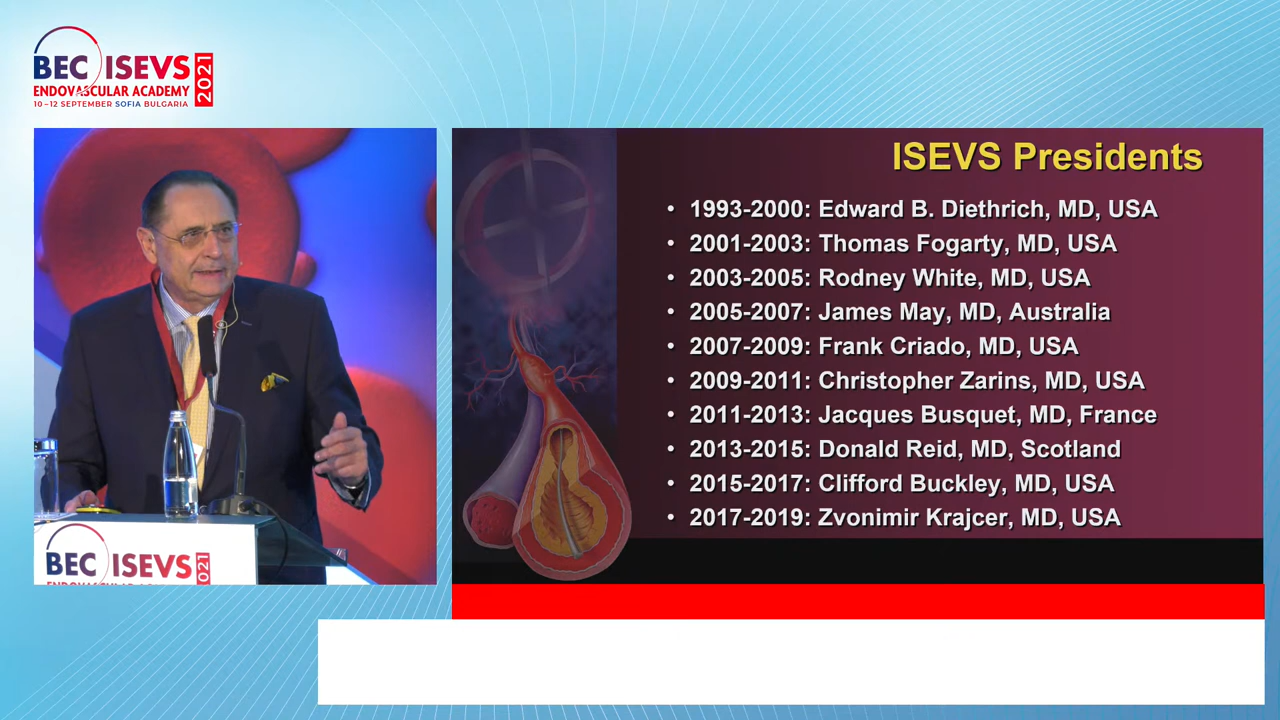 BEC ISEVS 2021
ENDOVASCULAR ACADEMY
10–12 SEPTEMBER SOFIA BULGARIA
ISEVS Presidents
• 1993-2000: Edward B. Diethrich, MD, USA
• 2001-2003: Thomas Fogarty, MD, USA
• 2003-2005: Rodney White, MD, USA
• 2005-2007: James May, MD, Australia
• 2007-2009: Frank Criado, MD, USA
• 2009-2011: Christopher Zarins, MD, USA
• 2011-2013: Jacques Busquet, MD, France
• 2013-2015: Donald Reid, MD, Scotland
• 2015-2017: Clifford Buckley, MD, USA
• 2017-2019: Zvonimir Krajcer, MD, USA
BEC ISEVS